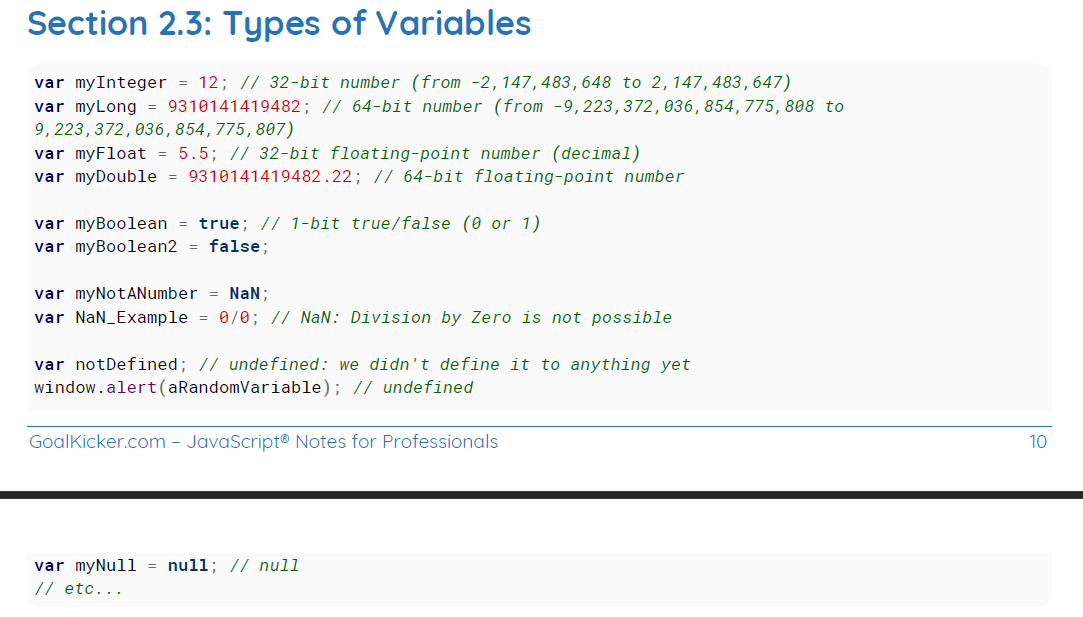 Section 2.3: Types of Variables
var myInteger = 12; // 32-bit number (from -2,147,483,648 to 2,147,483,647)
var myLong = 9310141419482; // 64-bit number (from -9,223,372,036,854,775,808 to
9,223,372,036,854,775,807)
var myFloat = 5.5; // 32-bit floating-point number (decimal)
var myDouble = 9310141419482.22; // 64-bit floating-point number
var myBoolean = true; // 1-bit true/false (0 or 1)
var myBoolean2 = false;
var myNotANumber = NaN;
var NaN_Example = 0/0; // NaN: Division by Zero is not possible
var notDefined; // undefined: we didn't define it to anything yet
window.alert(aRandomVariable); // undefined
GoalKicker.com – JavaScript® Notes for Professionals 10
var myNull = null; // null
// etc...